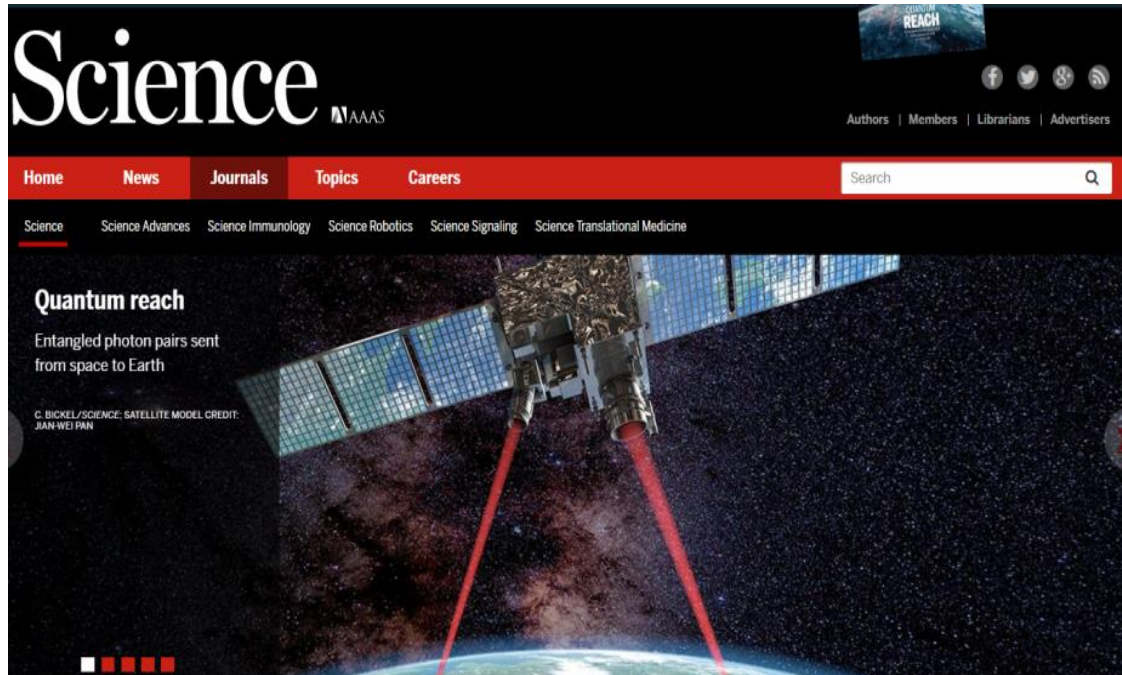 QUANTUM
REACH
Science
AAAS
Authors | Members | Librarians | Advertisers
Home News Journals Topics Careers
Search
Science Science Advances Science Immunology Science Robotics Science Signaling Science Translational Medicine
Quantum reach
Entangled photon pairs sent
from space to Earth
C. BICKEL/SCIENCE; SATELLITE MODEL CREDIT:
JIAN-WEI PAN